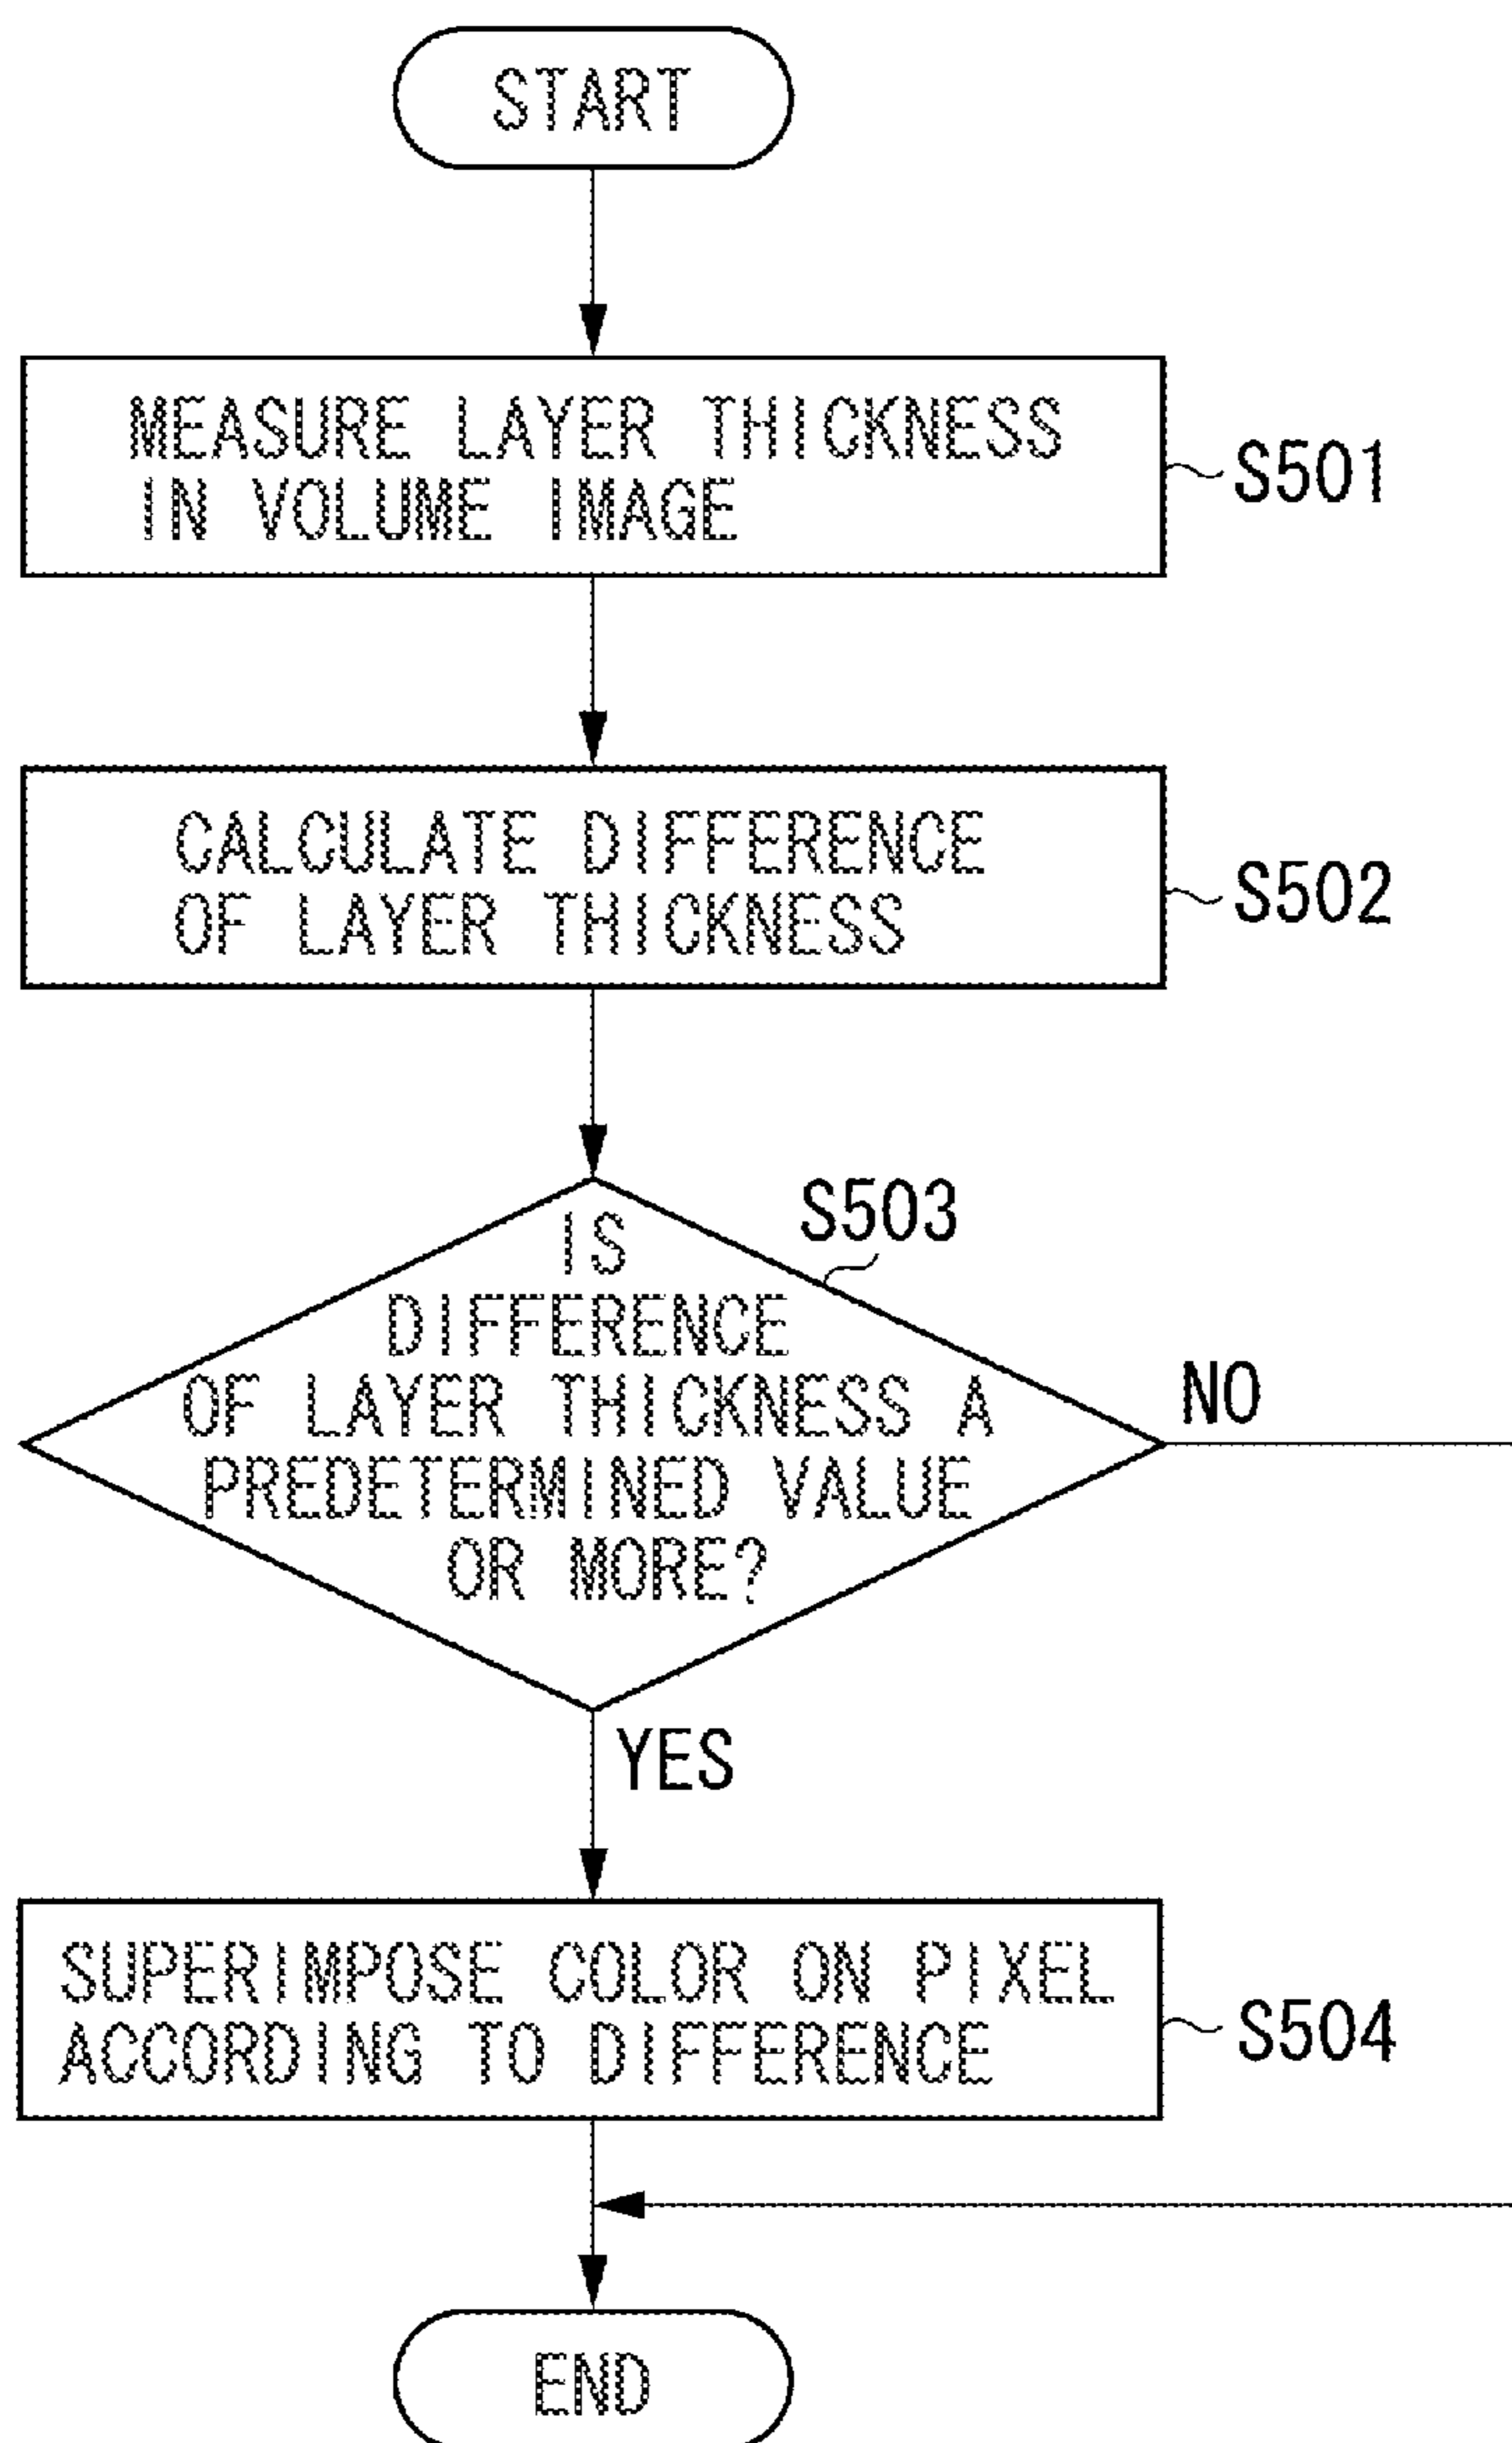 START
MEASURE LAYER THICKNESS
IN VOLUME IMAGE
S501
CALCULATE DIFFERENCE
OF LAYER THICKNESS
S502
S503
IS
DIFFERENCE
OF LAYER THICKNESS A
PREDETERMINED VALUE
OR MORE?
NO
YES
SUPERIMPOSE COLOR ON PIXEL
ACCORDING TO DIFFERENCE
S504
END